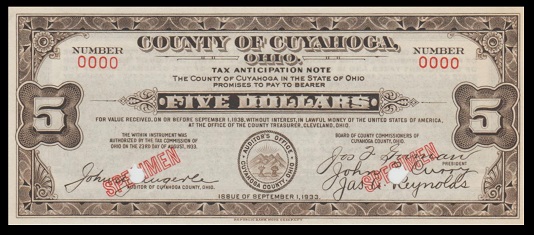 COUNTY OF CUYAHOGA,
OHIO.
NUMBER
0000
NUMBER
0000
TAX ANTICIPATION NOTE
THE COUNTY OF CUYAHOGA IN THE STATE OF OHIO
PROMISES TO PAY TO BEARER
5
FIVE DOLLARS
5
FOR VALUE RECEIVED, ON OR BEFORE SEPTEMBER 1, 1938, WITHOUT INTEREST, IN LAWFUL MONEY OF THE UNITED STATES OF AMERICA,
AT THE OFFICE OF THE COUNTY TREASURER, CLEVELAND, OHIO.
THE WITHIN INSTRUMENT WAS
AUTHORIZED BY THE TAX COMMISSION OF
OHIO ON THE 23RD DAY OF AUGUST, 1933.
AUDITOR'S OFFICE
CUYAHOGA COUNTY, OHIO
BOARD OF COUNTY COMMISSIONERS OF
CUYAHOGA COUNTY, OHIO.
SPECIMEN
SPECIMEN
John
AUDITOR OF CUYAHOGA COUNTY, OHIO.
Jos
PRESIDENT
John Curry
Jas Reynolds
ISSUE OF SEPTEMBER 1, 1933.